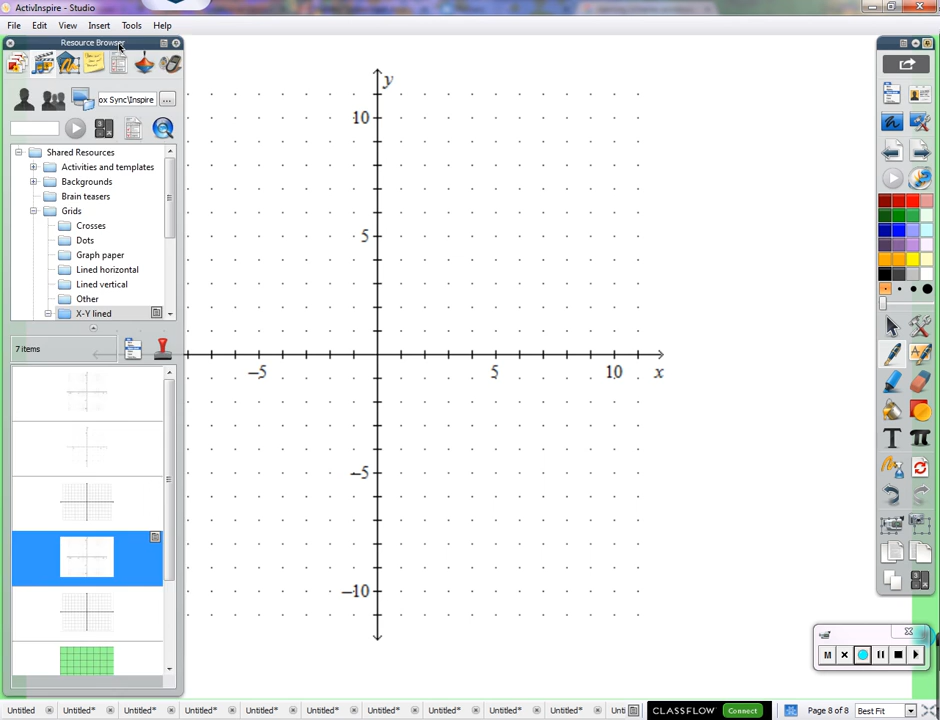 ActivInspire - Studio
File Edit View Insert Tools Help
Resource Browser
ox Sync\Inspire ...
Shared Resources
Activities and templates
Backgrounds
Brain teasers
Grids
Crosses
Dots
Graph paper
Lined horizontal
Lined vertical
Other
X-Y lined
7 items
y
10
5
−5 5 10 x
−5
−10
T π
M
Untitled Untitled* Untitled* Untitled* Untitled* Untitled* Untitled* Untitled* Untitled* Untitled* Unti CLASSFLOW Connect Page 8 of 8 Best Fit